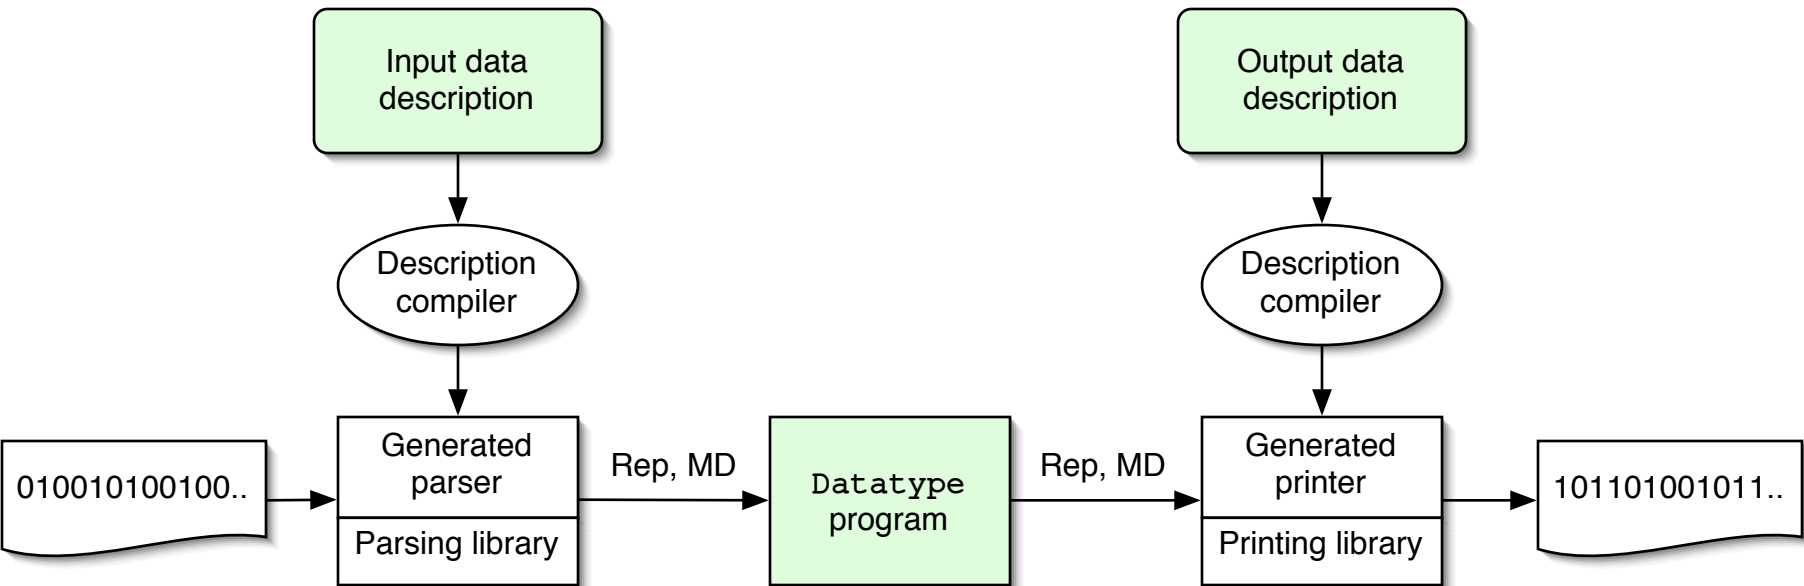 Input data
description
Output data
description
Description
compiler
Description
compiler
010010100100..
Generated
parser
Parsing library
Rep, MD
Datatype
program
Rep, MD
Generated
printer
Printing library
101101001011..